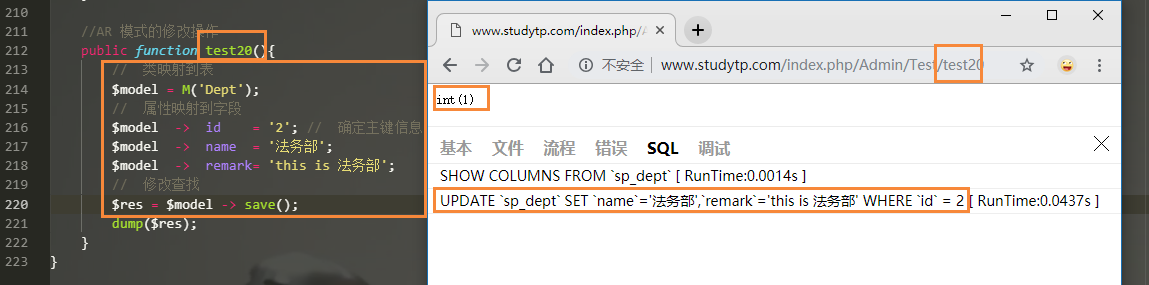 210
211 //AR 模式的修改操作
212 public function test20(){
213 // 类映射到表
214 $model = M('Dept');
215 // 属性映射到字段
216 $model -> id = '2'; // 确定主键信息
217 $model -> name = '法务部';
218 $model -> remark= 'this is 法务部';
219 // 修改查找
220 $res = $model -> save();
221 dump($res);
222 }
223 }
www.studytp.com/index.php/A
不安全 | www.studytp.com/index.php/Admin/Test/test20
int(1)
基本 文件 流程 错误 SQL 调试
SHOW COLUMNS FROM `sp_dept` [ RunTime:0.0014s ]
UPDATE `sp_dept` SET `name`='法务部',`remark`='this is 法务部' WHERE `id` = 2 [ RunTime:0.0437s ]